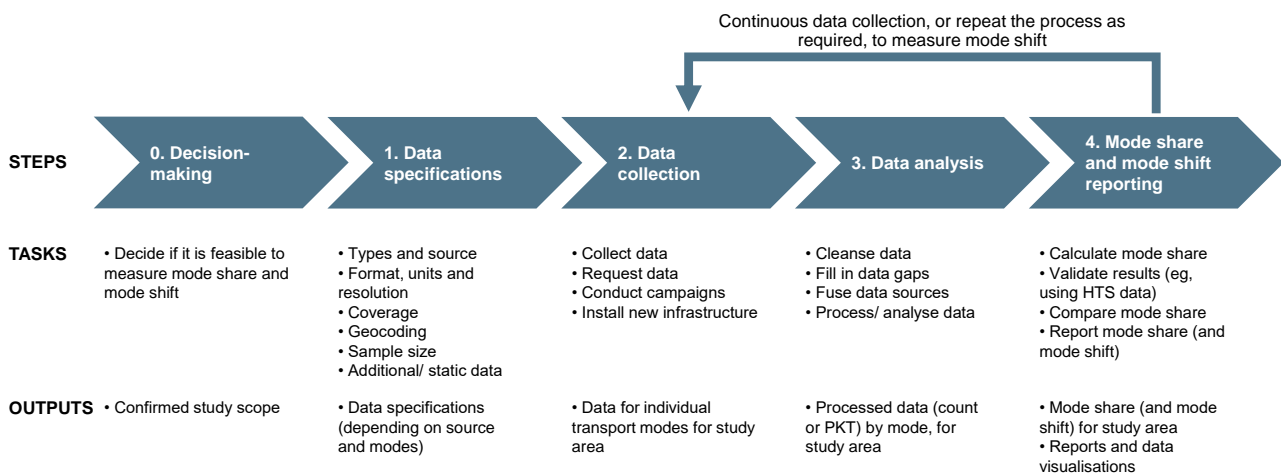 Continuous data collection, or repeat the process as
required, to measure mode shift
STEPS
0. Decision-
making
1. Data
specifications
2. Data
collection
3. Data analysis
4. Mode share
and mode shift
reporting
TASKS
• Decide if it is feasible to
measure mode share and
mode shift
• Types and source
• Format, units and
resolution
• Coverage
• Geocoding
• Sample size
• Additional/ static data
• Collect data
• Request data
• Conduct campaigns
• Install new infrastructure
• Cleanse data
• Fill in data gaps
• Fuse data sources
• Process/ analyse data
• Calculate mode share
• Validate results (eg,
using HTS data)
• Compare mode share
• Report mode share (and
mode shift)
OUTPUTS
• Confirmed study scope
• Data specifications
(depending on source
and modes)
• Data for individual
transport modes for study
area
• Processed data (count
or PKT) by mode, for
study area
• Mode share (and mode
shift) for study area
• Reports and data
visualisations